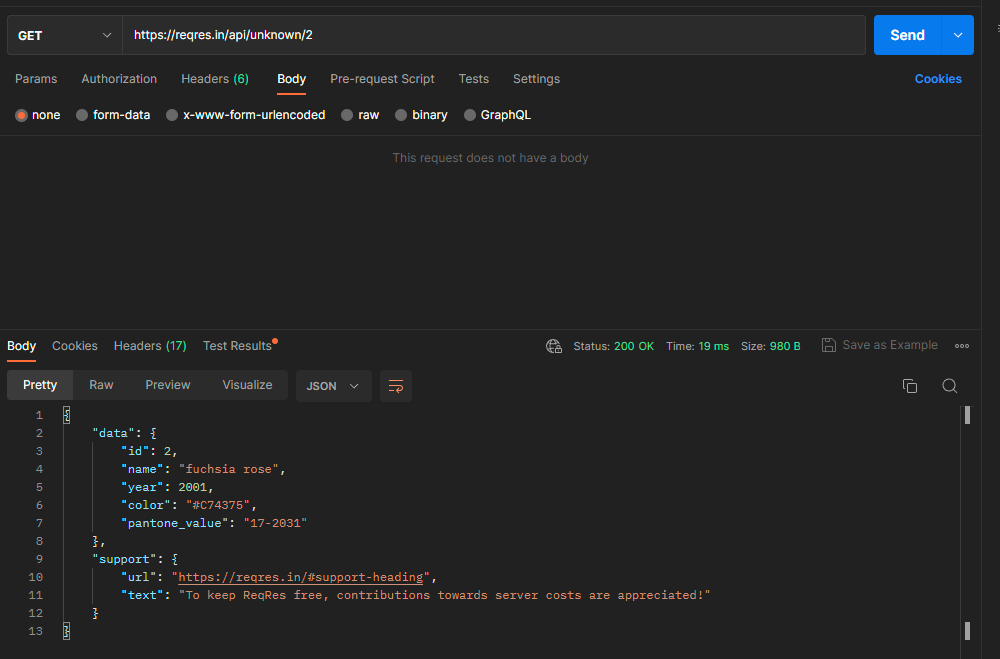 GET https://reqres.in/api/unknown/2 Send
Params Authorization Headers (6) Body Pre-request Script Tests Settings Cookies
none form-data x-www-form-urlencoded raw binary GraphQL
This request does not have a body
Body Cookies Headers (17) Test Results Status: 200 OK Time: 19 ms Size: 980 B Save as Example
Pretty Raw Preview Visualize JSON
1 {
2 "data": {
3 "id": 2,
4 "name": "fuchsia rose",
5 "year": 2001,
6 "color": "#C74375",
7 "pantone_value": "17-2031"
8 },
9 "support": {
10 "url": "https://reqres.in/#support-heading",
11 "text": "To keep ReqRes free, contributions towards server costs are appreciated!"
12 }
13 }